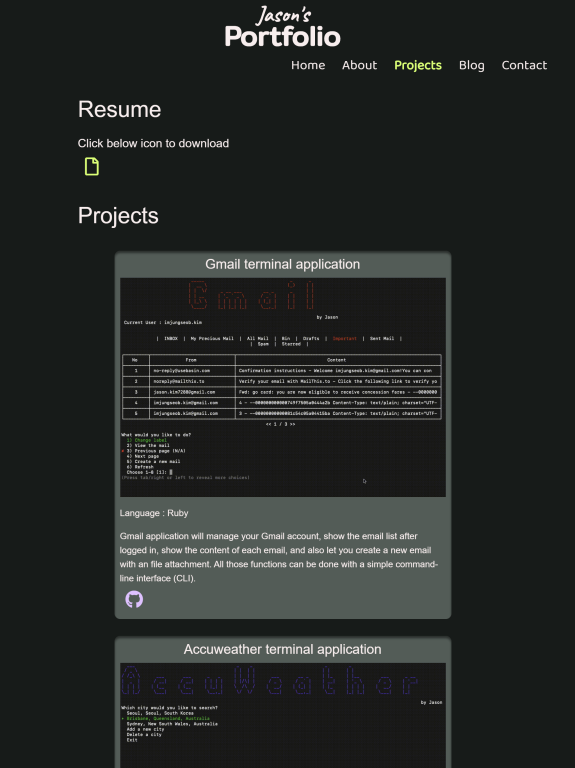 Jason's
Portfolio
Home About Projects Blog Contact
Resume
Click below icon to download
Projects
Gmail terminal application
Gmail
by Jason
Current User : imjungseob.kim
| INBOX | My Precious Mail | All Mail | Bin | Drafts | Important | Sent Mail |
| Spam | Starred |
No From Content
1 no-reply@usebasin.com Confirmation instructions - Welcome imjungseob.kim@gmail.com!You can con
2 noreply@mailthis.to Verify your email with MailThis.to - Click the following link to verify yo
3 jason.kim7280@gmail.com Fwd: go card: you are now eligible to receive concession fares - --0000000
4 imjungseob.kim@gmail.com Content-Type: text/plain; charset="UTF-
5 imjungseob.kim@gmail.com Content-Type: text/plain; charset="UTF-
<< 1 / 3 >>
What would you like to do?
1) Change label
2) View the mail
3) Previous page (N/A)
4) Next page
5) Create a new mail
6) Refresh
Choose 1-8 [1]:
(Press tab/right or left to reveal more choices)
Language : Ruby
Gmail application will manage your Gmail account, show the email list after
logged in, show the content of each email, and also let you create a new email
with an file attachment. All those functions can be done with a simple command-
line interface (CLI).
Accuweather terminal application
AccuWeather
by Jason
Which city would you like to search?
Seoul, Seoul, South Korea
▸ Brisbane, Queensland, Australia
Sydney, New South Wales, Australia
Add a new city
Delete a city
Exit